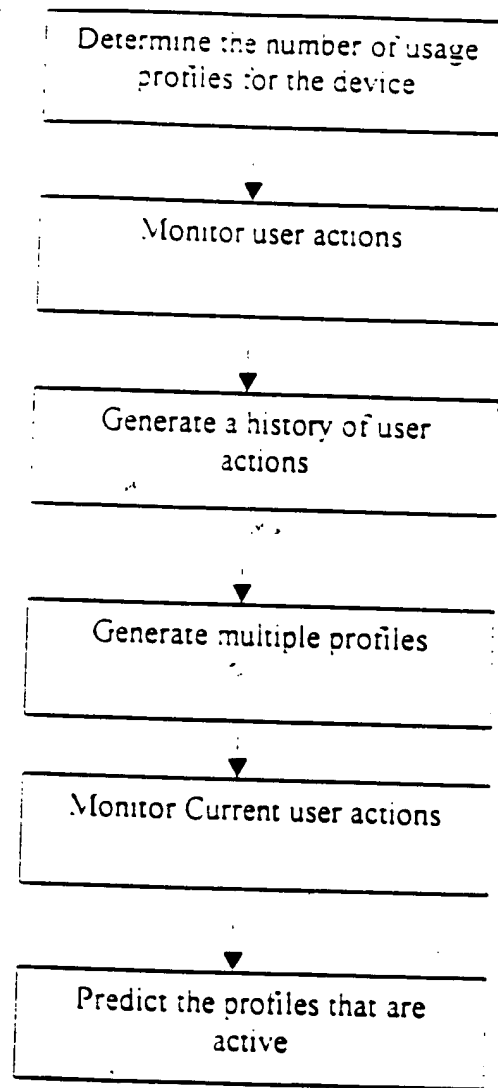 Determine the number of usage
profiles for the device
Monitor user actions
Generate a history of user
actions
Generate multiple profiles
Monitor Current user actions
Predict the profiles that are
active